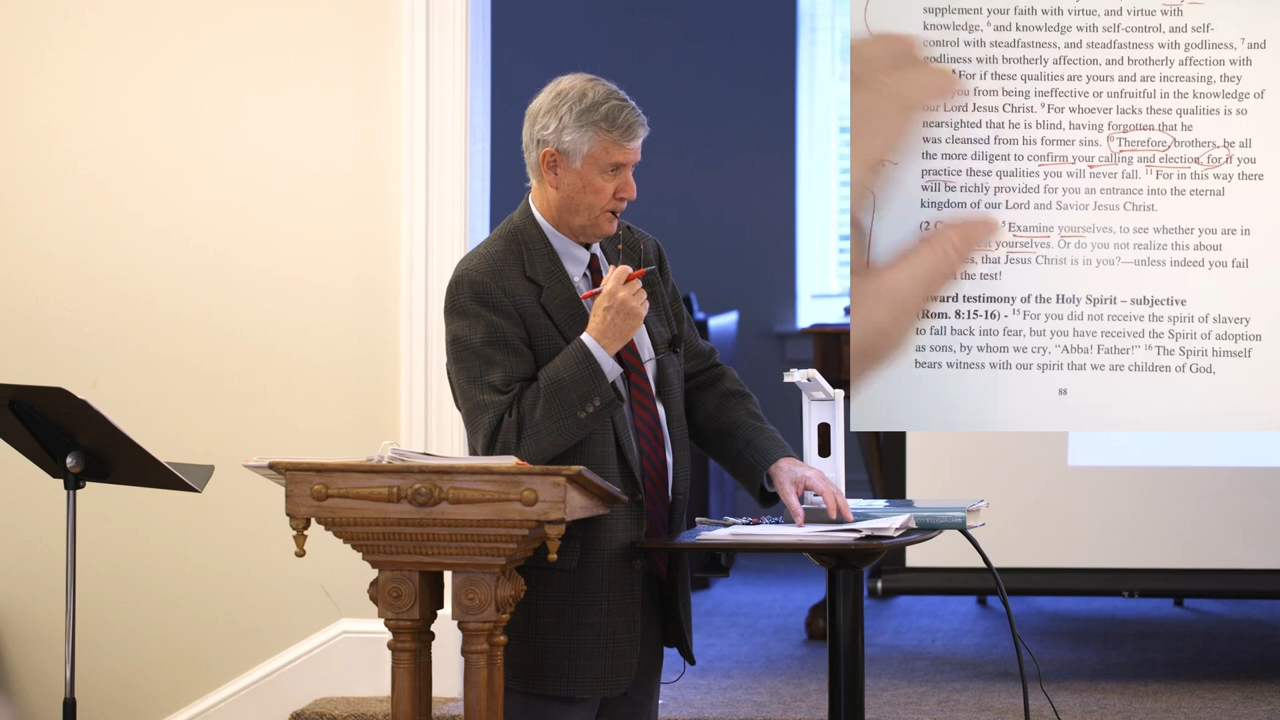 supplement your faith with virtue, and virtue with
knowledge, 6 and knowledge with self-control, and self-
control with steadfastness, and steadfastness with godliness, 7 and
godliness with brotherly affection, and brotherly affection with
8 For if these qualities are yours and are increasing, they
you from being ineffective or unfruitful in the knowledge of
our Lord Jesus Christ. 9 For whoever lacks these qualities is so
nearsighted that he is blind, having forgotten that he
was cleansed from his former sins. 10 Therefore, brothers, be all
the more diligent to confirm your calling and election, for if you
practice these qualities you will never fall. 11 For in this way there
will be richly provided for you an entrance into the eternal
kingdom of our Lord and Savior Jesus Christ.
(2 5 Examine yourselves, to see whether you are in
yourselves. Or do you not realize this about
that Jesus Christ is in you?—unless indeed you fail
the test!
testimony of the Holy Spirit – subjective
(Rom. 8:15-16) - 15 For you did not receive the spirit of slavery
to fall back into fear, but you have received the Spirit of adoption
as sons, by whom we cry, “Abba! Father!” 16 The Spirit himself
bears witness with our spirit that we are children of God,
88